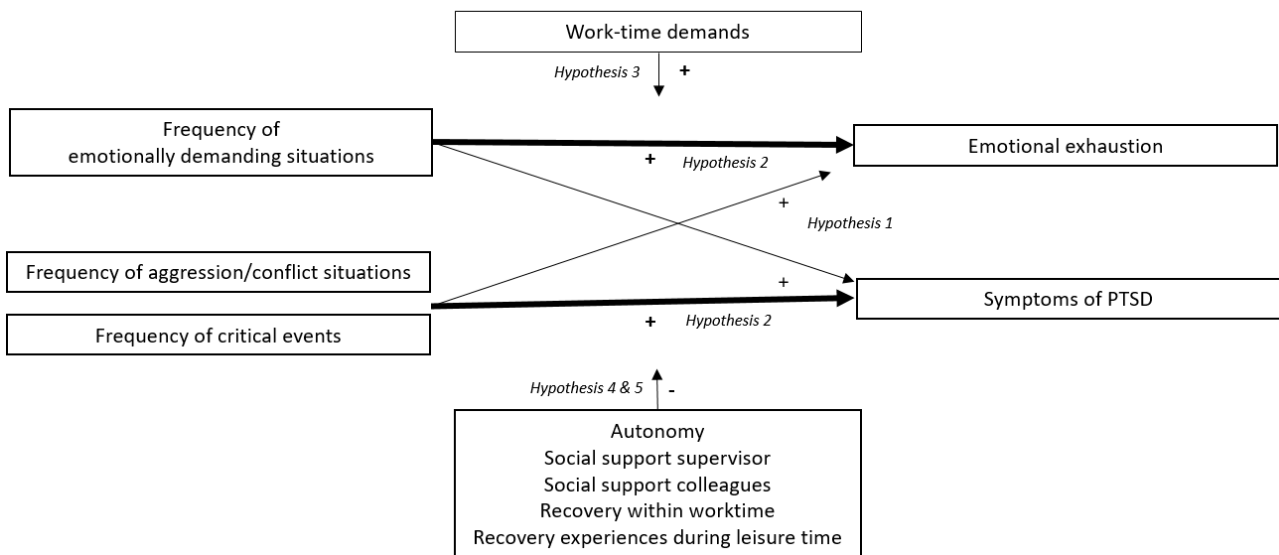 Work-time demands
Hypothesis 3 +
Frequency of
emotionally demanding situations
Emotional exhaustion
+ Hypothesis 2
+
Hypothesis 1
Frequency of aggression/conflict situations
+
Symptoms of PTSD
Frequency of critical events
+ Hypothesis 2
Hypothesis 4 & 5 -
Autonomy
Social support supervisor
Social support colleagues
Recovery within worktime
Recovery experiences during leisure time